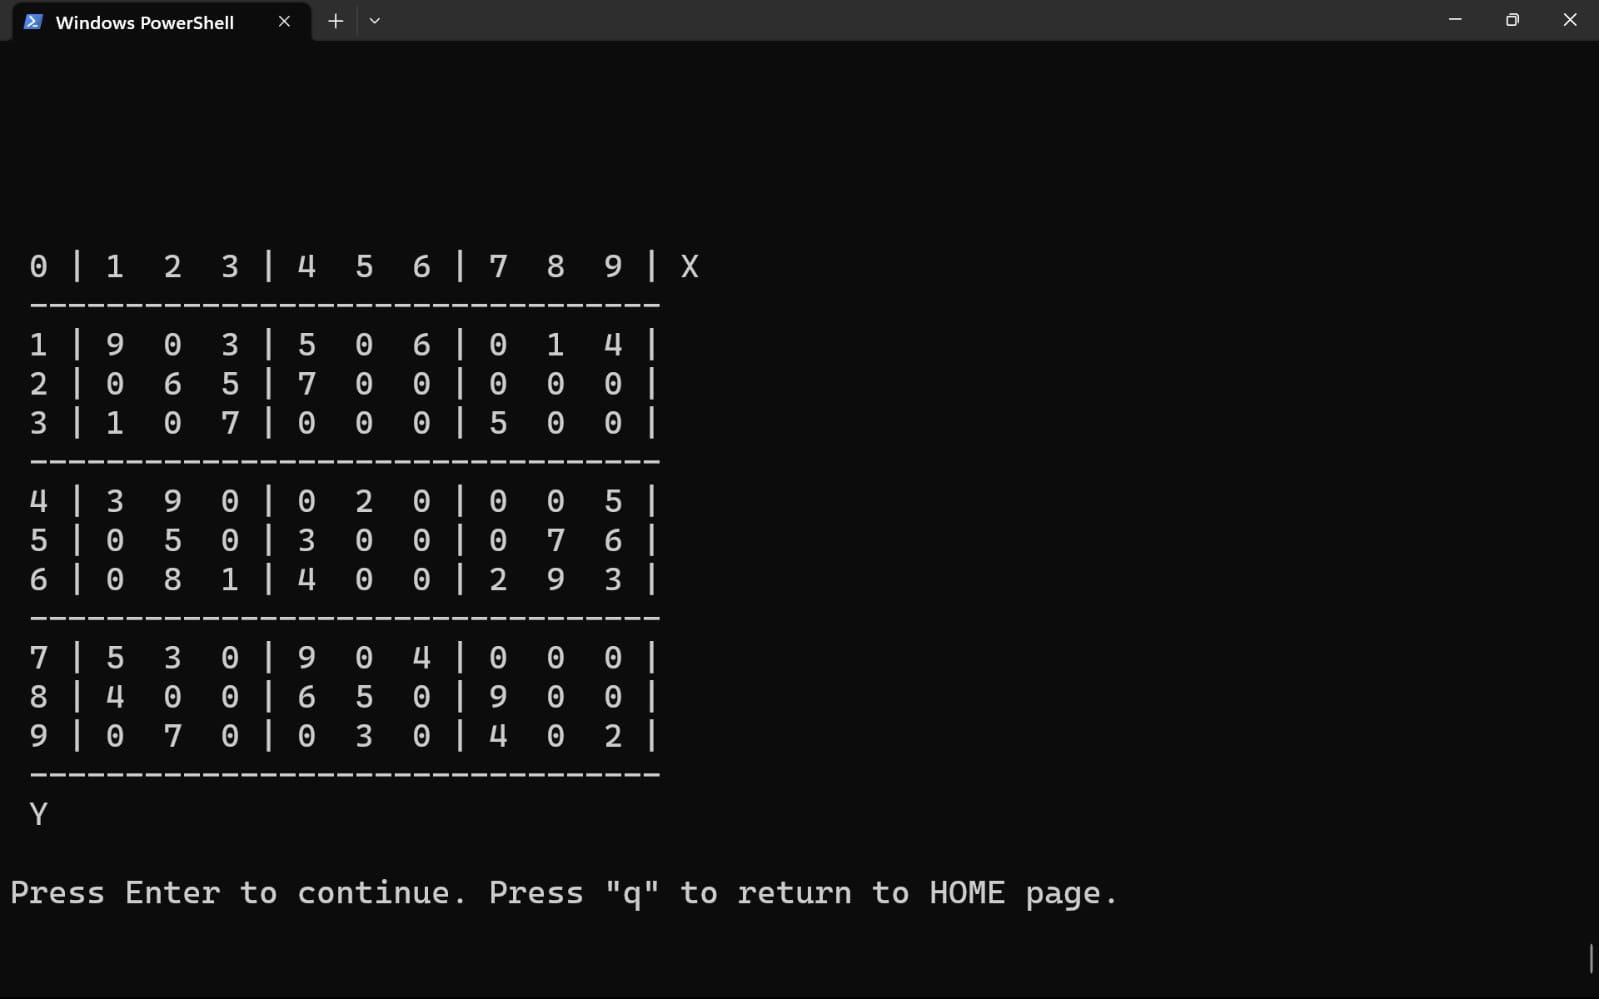 Windows PowerShell
0 | 1  2  3 | 4  5  6 | 7  8  9 | X
---------------------------------
1 | 9  0  3 | 5  0  6 | 0  1  4 |
2 | 0  6  5 | 7  0  0 | 0  0  0 |
3 | 1  0  7 | 0  0  0 | 5  0  0 |
---------------------------------
4 | 3  9  0 | 0  2  0 | 0  0  5 |
5 | 0  5  0 | 3  0  0 | 0  7  6 |
6 | 0  8  1 | 4  0  0 | 2  9  3 |
---------------------------------
7 | 5  3  0 | 9  0  4 | 0  0  0 |
8 | 4  0  0 | 6  5  0 | 9  0  0 |
9 | 0  7  0 | 0  3  0 | 4  0  2 |
---------------------------------
Y
Press Enter to continue. Press "q" to return to HOME page.